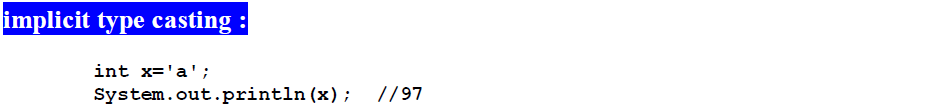 implicit type casting :
int x='a';
System.out.println(x);  //97